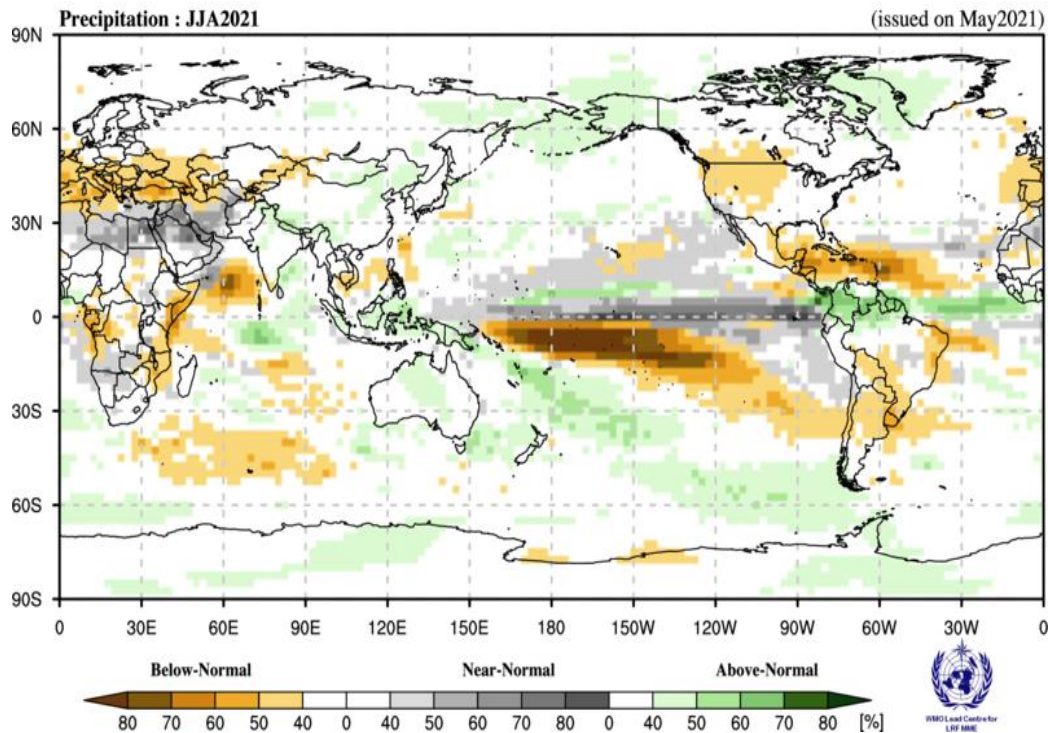 Precipitation : JJA2021 (issued on May2021)
90N
60N
30N
0
30S
60S
90S
0 30E 60E 90E 120E 150E 180 150W 120W 90W 60W 30W 0
Below-Normal Near-Normal Above-Normal
80 70 60 50 40 0 40 50 60 70 80 0 40 50 60 70 80 [%]
WMO Lead Centre for
LRF MME